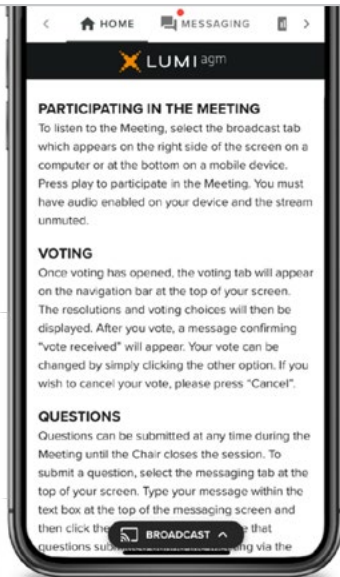 HOME MESSAGING
LUMI agm
PARTICIPATING IN THE MEETING
To listen to the Meeting, select the broadcast tab
which appears on the right side of the screen on a
computer or at the bottom on a mobile device.
Press play to participate in the Meeting. You must
have audio enabled on your device and the stream
unmuted.
VOTING
Once voting has opened, the voting tab will appear
on the navigation bar at the top of your screen.
The resolutions and voting choices will then be
displayed. After you vote, a message confirming
“vote received” will appear. Your vote can be
changed by simply clicking the other option. If you
wish to cancel your vote, please press “Cancel”.
QUESTIONS
Questions can be submitted at any time during the
Meeting until the Chair closes the session. To
submit a question, select the messaging tab at the
top of your screen. Type your message within the
text box at the top of the messaging screen and
then click the that
BROADCAST
questions via the